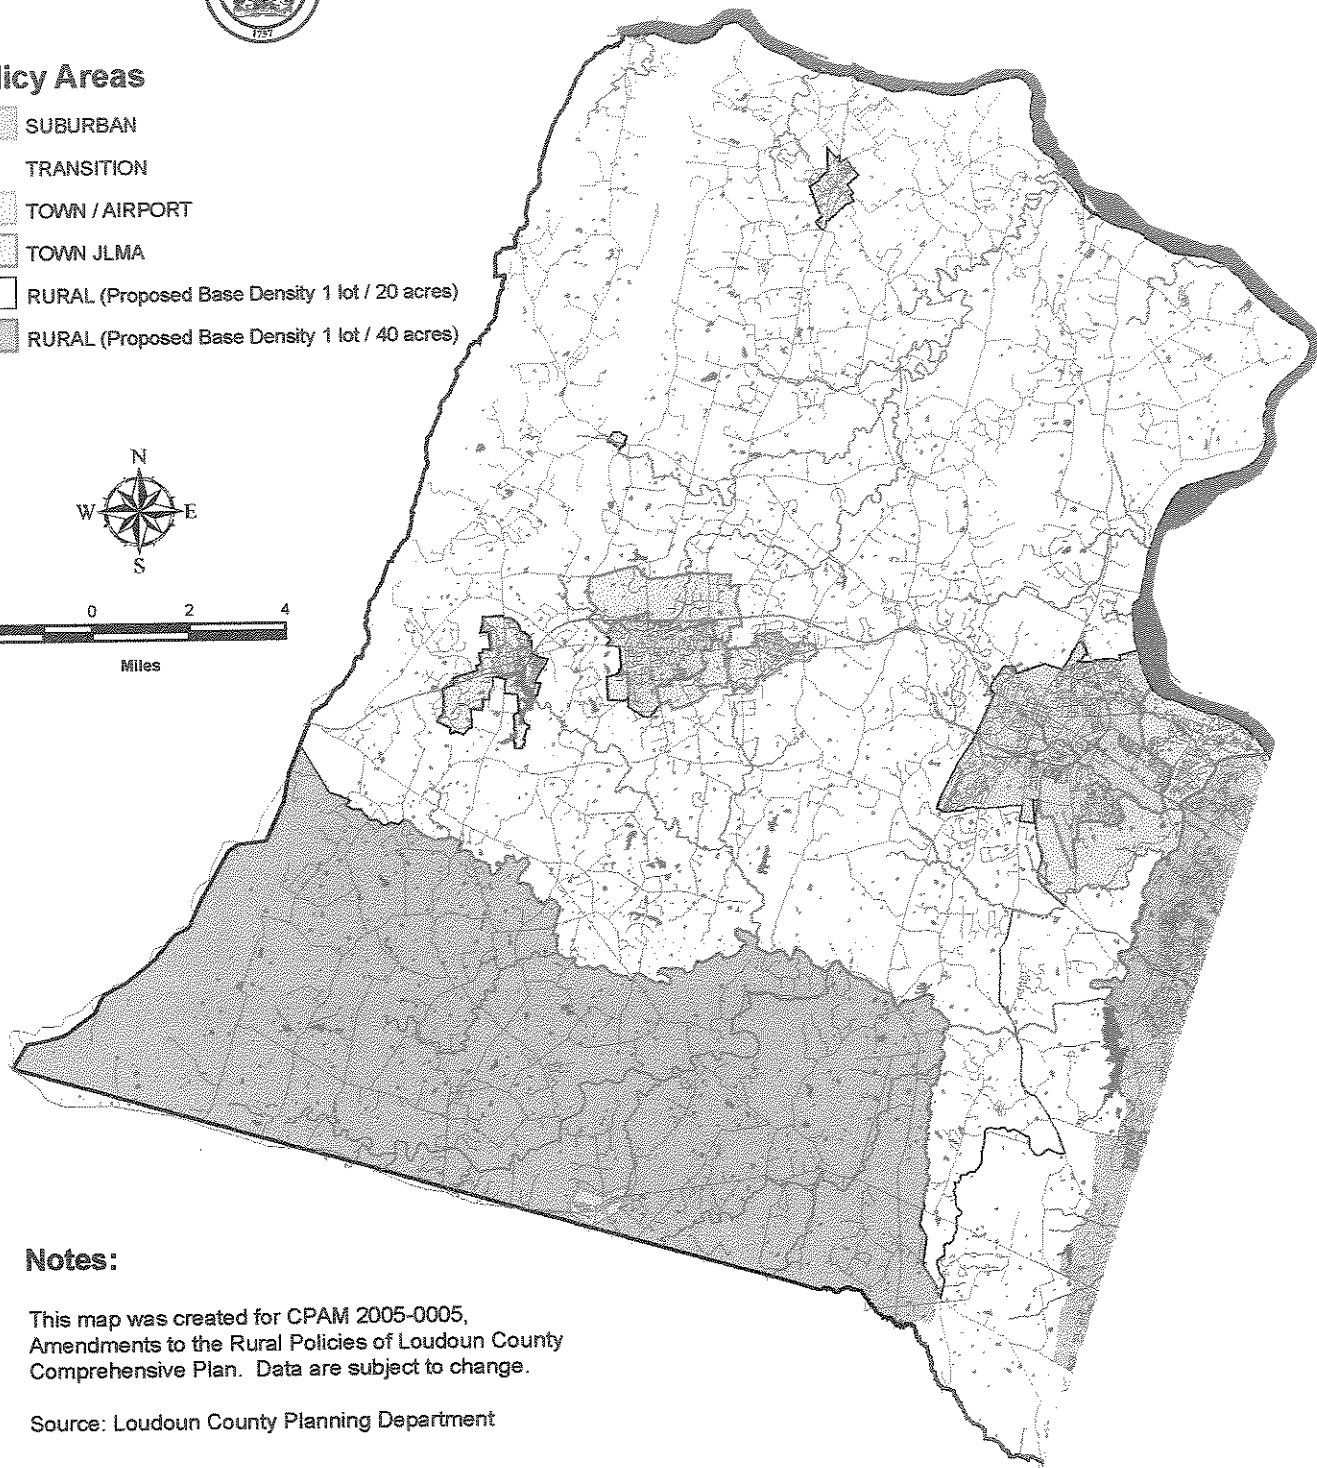 1757
licy Areas
SUBURBAN
TRANSITION
TOWN / AIRPORT
TOWN JLMA
RURAL (Proposed Base Density 1 lot / 20 acres)
RURAL (Proposed Base Density 1 lot / 40 acres)
N
W E
S
0 2 4
Miles
Notes:
This map was created for CPAM 2005-0005,
Amendments to the Rural Policies of Loudoun County
Comprehensive Plan. Data are subject to change.
Source: Loudoun County Planning Department